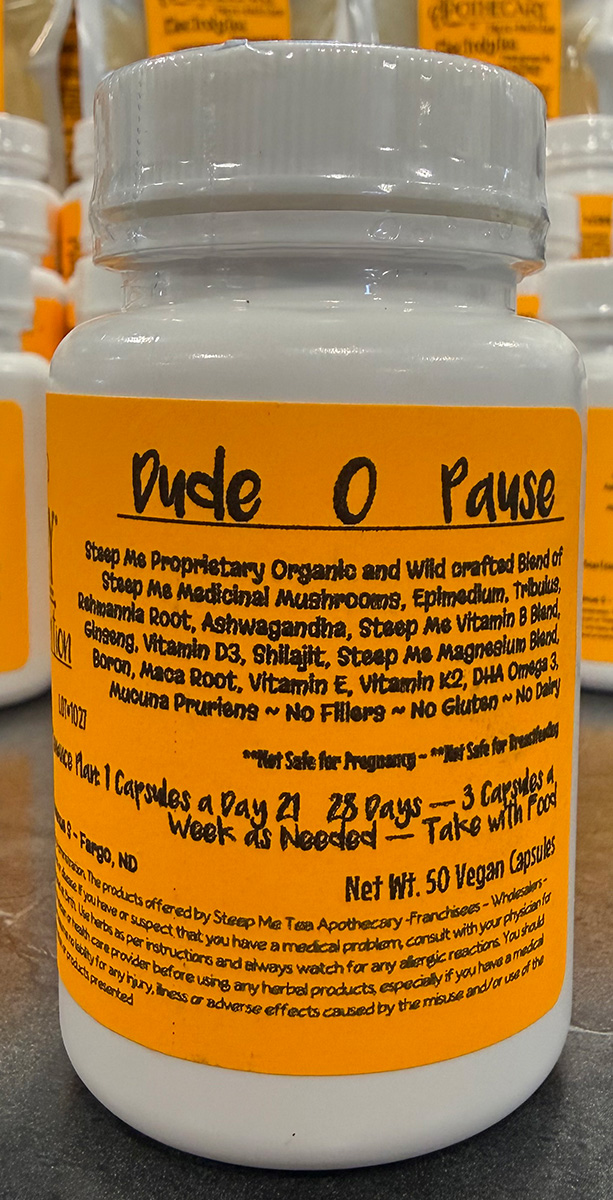 APOTHECARY
Electrolytes
Electrolytes
Dude O Pause
Steep Me Proprietary Organic and Wild crafted Blend of
Steep Me Medicinal Mushrooms, Epimedium, Tribulus,
Rehmannia Root, Ashwagandha, Steep Me Vitamin B Blend,
Ginseng, Vitamin D3, Shilajit, Steep Me Magnesium Blend,
Boron, Maca Root, Vitamin E, Vitamin K2, DHA Omega 3,
Mucuna Pruriens ~ No Fillers ~ No Gluten ~ No Dairy
LOT#1027
**Not Safe for Pregnancy ~ **Not Safe for Breastfeeding
1 Capsules a Day 21 28 Days — 3 Capsules a
Week as Needed — Take with Food
- Fargo, ND
Net Wt. 50 Vegan Capsules
The products offered by Steep Me Tea Apothecary -Franchisees - Wholesalers -
If you have or suspect that you have a medical problem, consult with your physician for
Use herbs as per instructions and always watch for any allergic reactions. You should
health care provider before using any herbal products, especially if you have a medical
liability for any injury, illness or adverse effects caused by the misuse and/or use of the
products presented